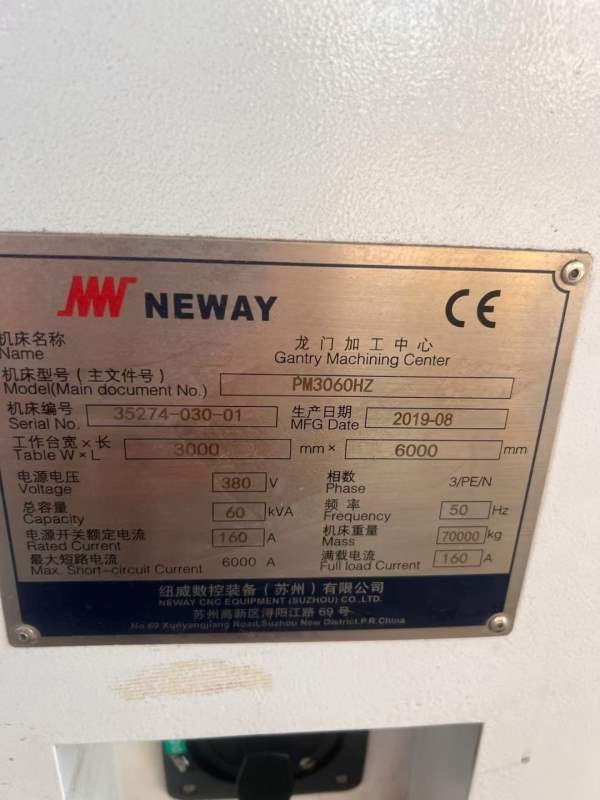 NEWAY CE
机床名称 龙门加工中心
Name Gantry Machining Center
机床型号(主文件号)
Model(Main document No.) PM3060HZ
机床编号 生产日期
Serial No. 35274-030-01 MFG Date 2019-08
工作台宽×长
Table W×L 3000 mm× 6000 mm
电源电压 相数
Voltage 380 V Phase 3/PE/N
总容量 频 率
Capacity 60 kVA Frequency 50 Hz
电源开关额定电流 机床重量
Rated Current 160 A Mass 70000 kg
最大短路电流 满载电流
Max. Short-circuit Current 6000 A Full load Current 160 A
纽威数控装备(苏州)有限公司
NEWAY CNC EQUIPMENT (SUZHOU) CO.,LTD.
苏州高新区浔阳江路 69 号
No.69 Xunyangjiang Road,Suzhou New District,P.R.China